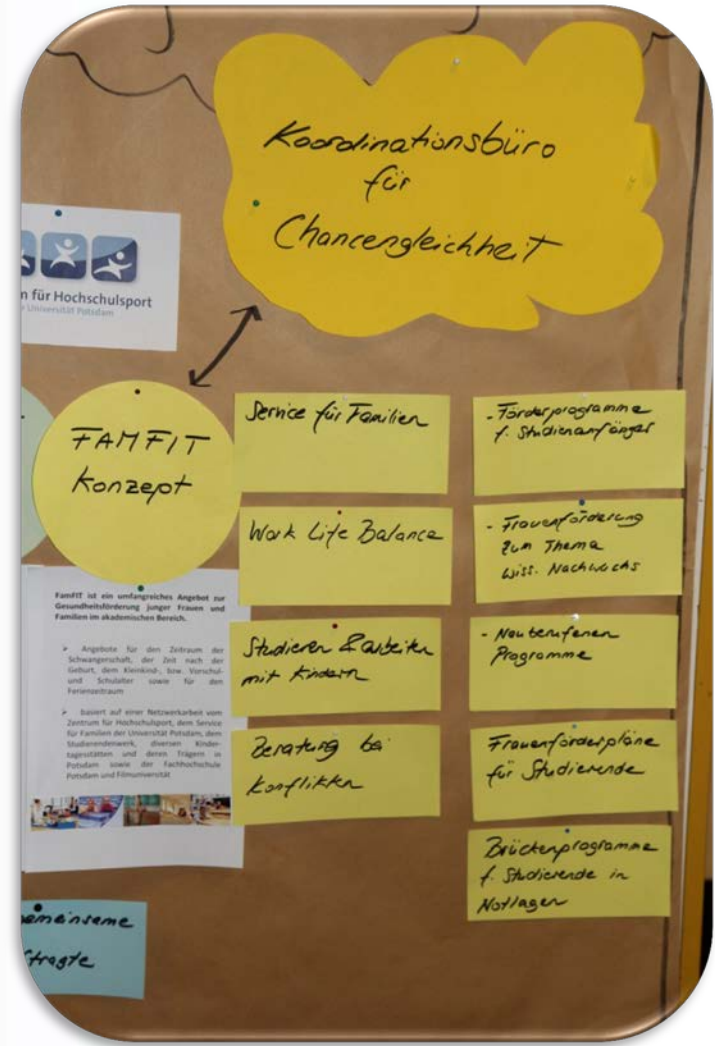 Koordinationsbüro
für
Chancengleichheit
für Hochschulsport
Universität Potsdam
FAMFIT
Konzept
FamFIT ist ein umfangreiches Angebot zur
Gesundheitsförderung junger Frauen und
Familien im akademischen Bereich.
➢ Angebote für den Zeitraum der
Schwangerschaft, der Zeit nach der
Geburt, dem Kleinkind-, bzw. Vorschul-
und Schulalter sowie für den
Ferienzeitraum
➢ basiert auf einer Netzwerkarbeit vom
Zentrum für Hochschulsport, dem Service
für Familien der Universität Potsdam, dem
Studierendenwerk, diversen Kinder-
tagesstätten und deren Trägern in
Potsdam sowie der Fachhochschule
Potsdam und Filmuniversität
Service für Familien
Work Life Balance
Studieren & arbeiten
mit Kindern
Beratung bei
Konflikten
- Förderprogramme
f. Studienanfänger
- Frauenförderung
zum Thema
wiss. Nachwuchs
- Neuberufenen
Programme
Frauenförderpläne
für Studierende
Brückenprogramme
f. Studierende in
Notlagen
gemeinsame